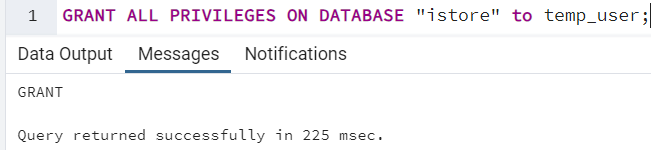 1 GRANT ALL PRIVILEGES ON DATABASE "istore" to temp_user;
Data Output Messages Notifications
GRANT
Query returned successfully in 225 msec.